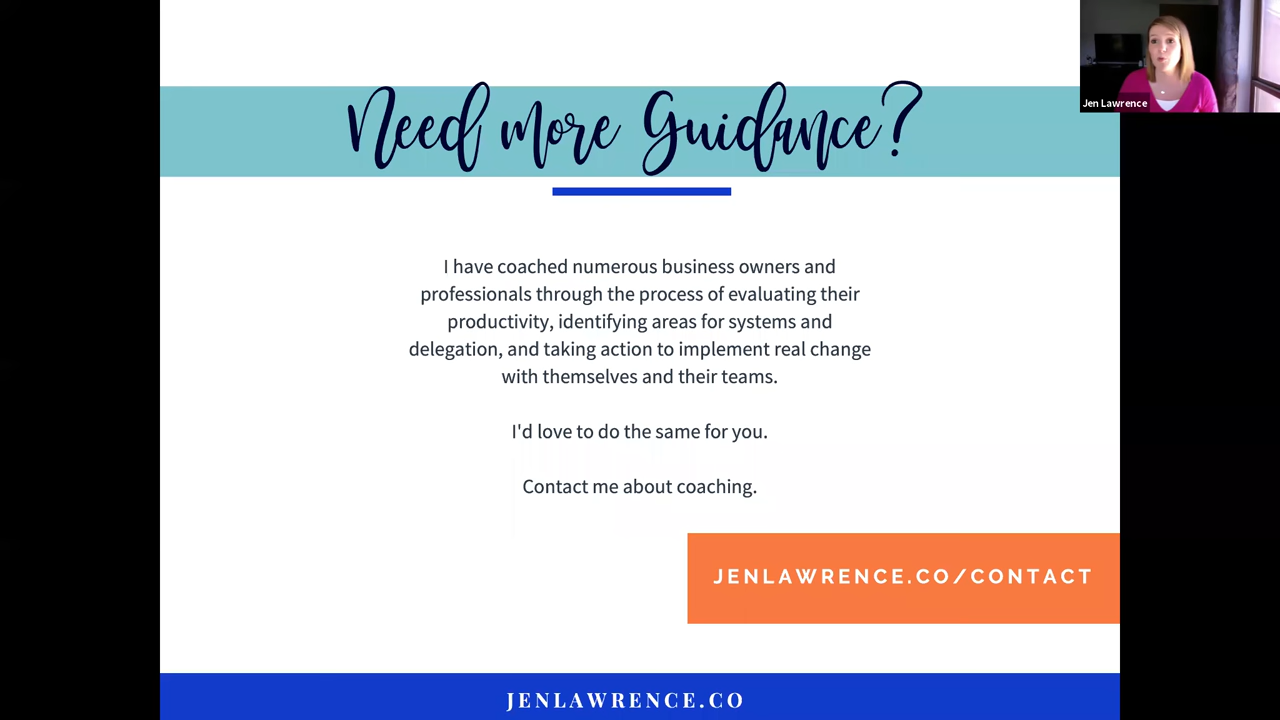 Need more Guidance?
Jen Lawrence
I have coached numerous business owners and
professionals through the process of evaluating their
productivity, identifying areas for systems and
delegation, and taking action to implement real change
with themselves and their teams.
I'd love to do the same for you.
Contact me about coaching.
JENLAWRENCE.CO/CONTACT
JENLAWRENCE.CO